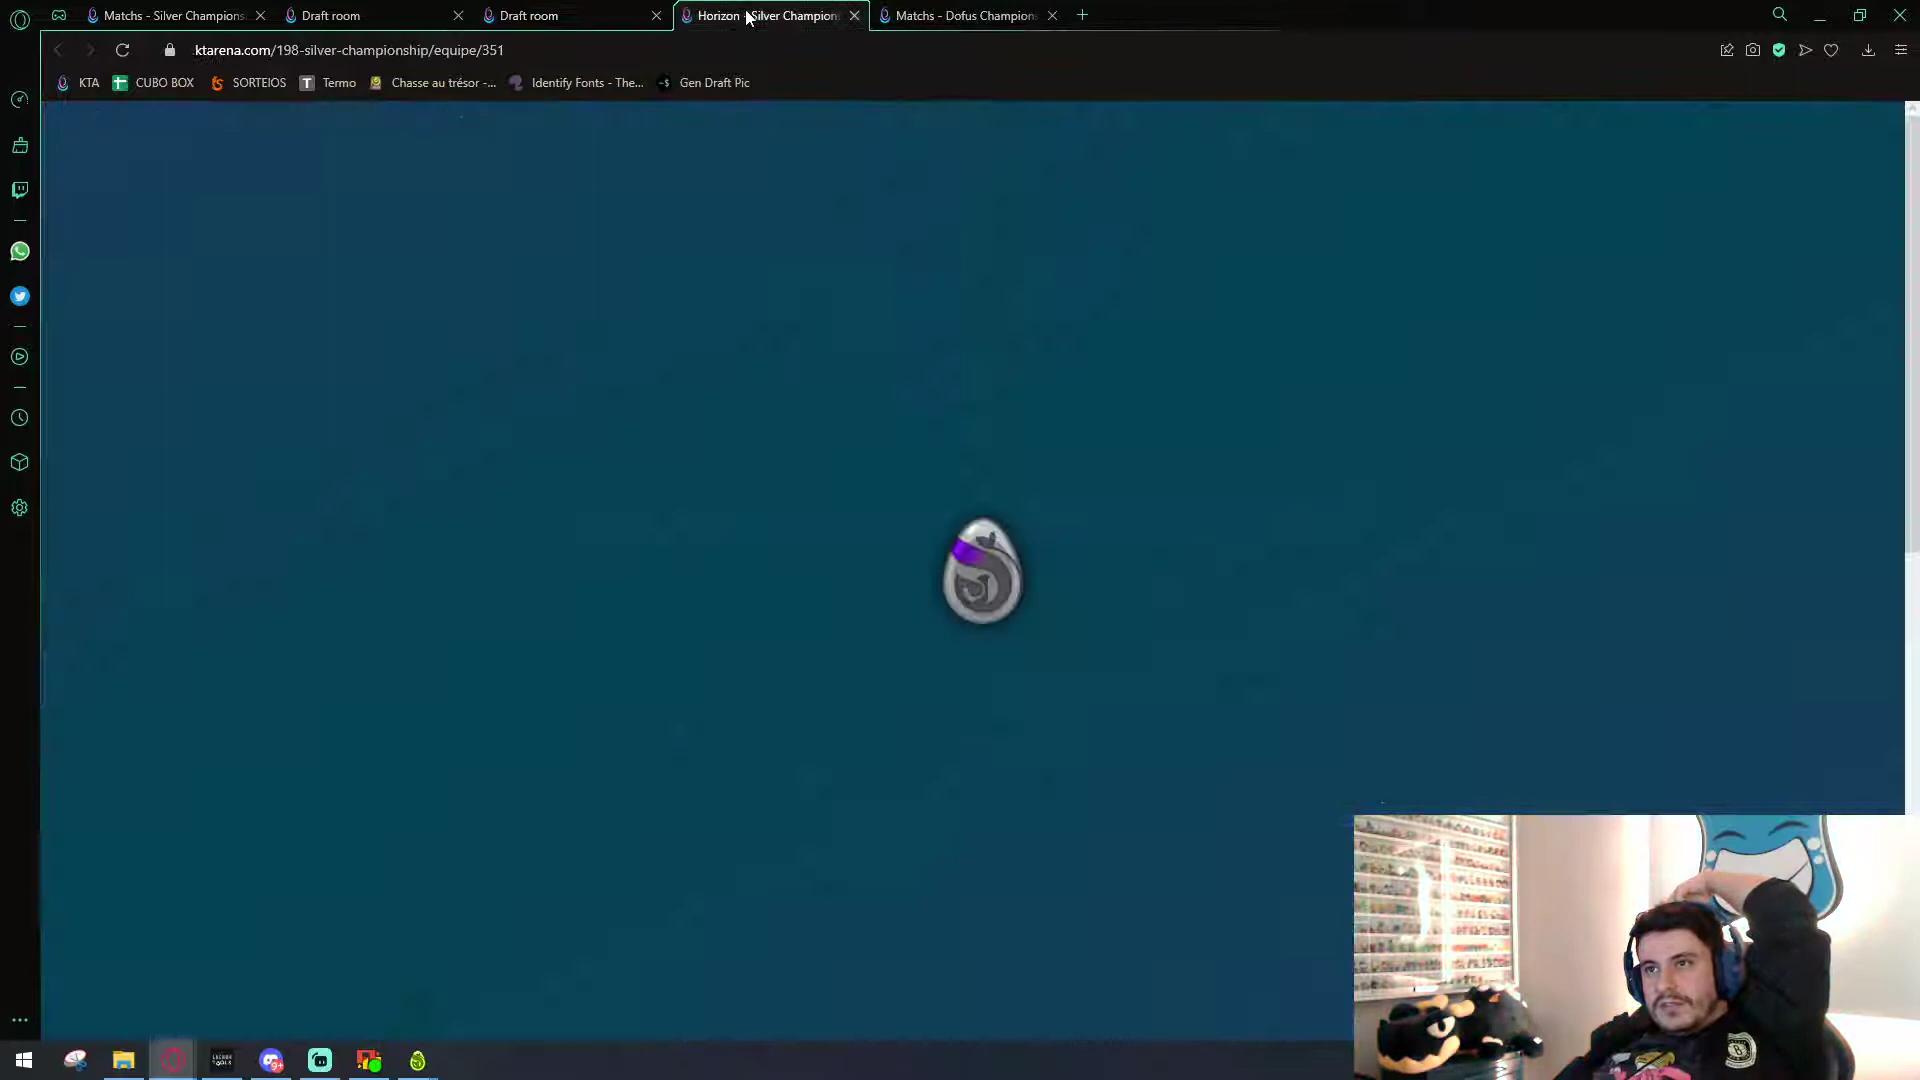 Matchs - Silver Champions
Draft room
Draft room
Horizon - Silver Champion
Matchs - Dofus Champion
ktarena.com/198-silver-championship/equipe/351
KTA
CUBO BOX
SORTEIOS
T Termo
Chasse au trésor -...
Identify Fonts - The...
~$ Gen Draft Pic
9+